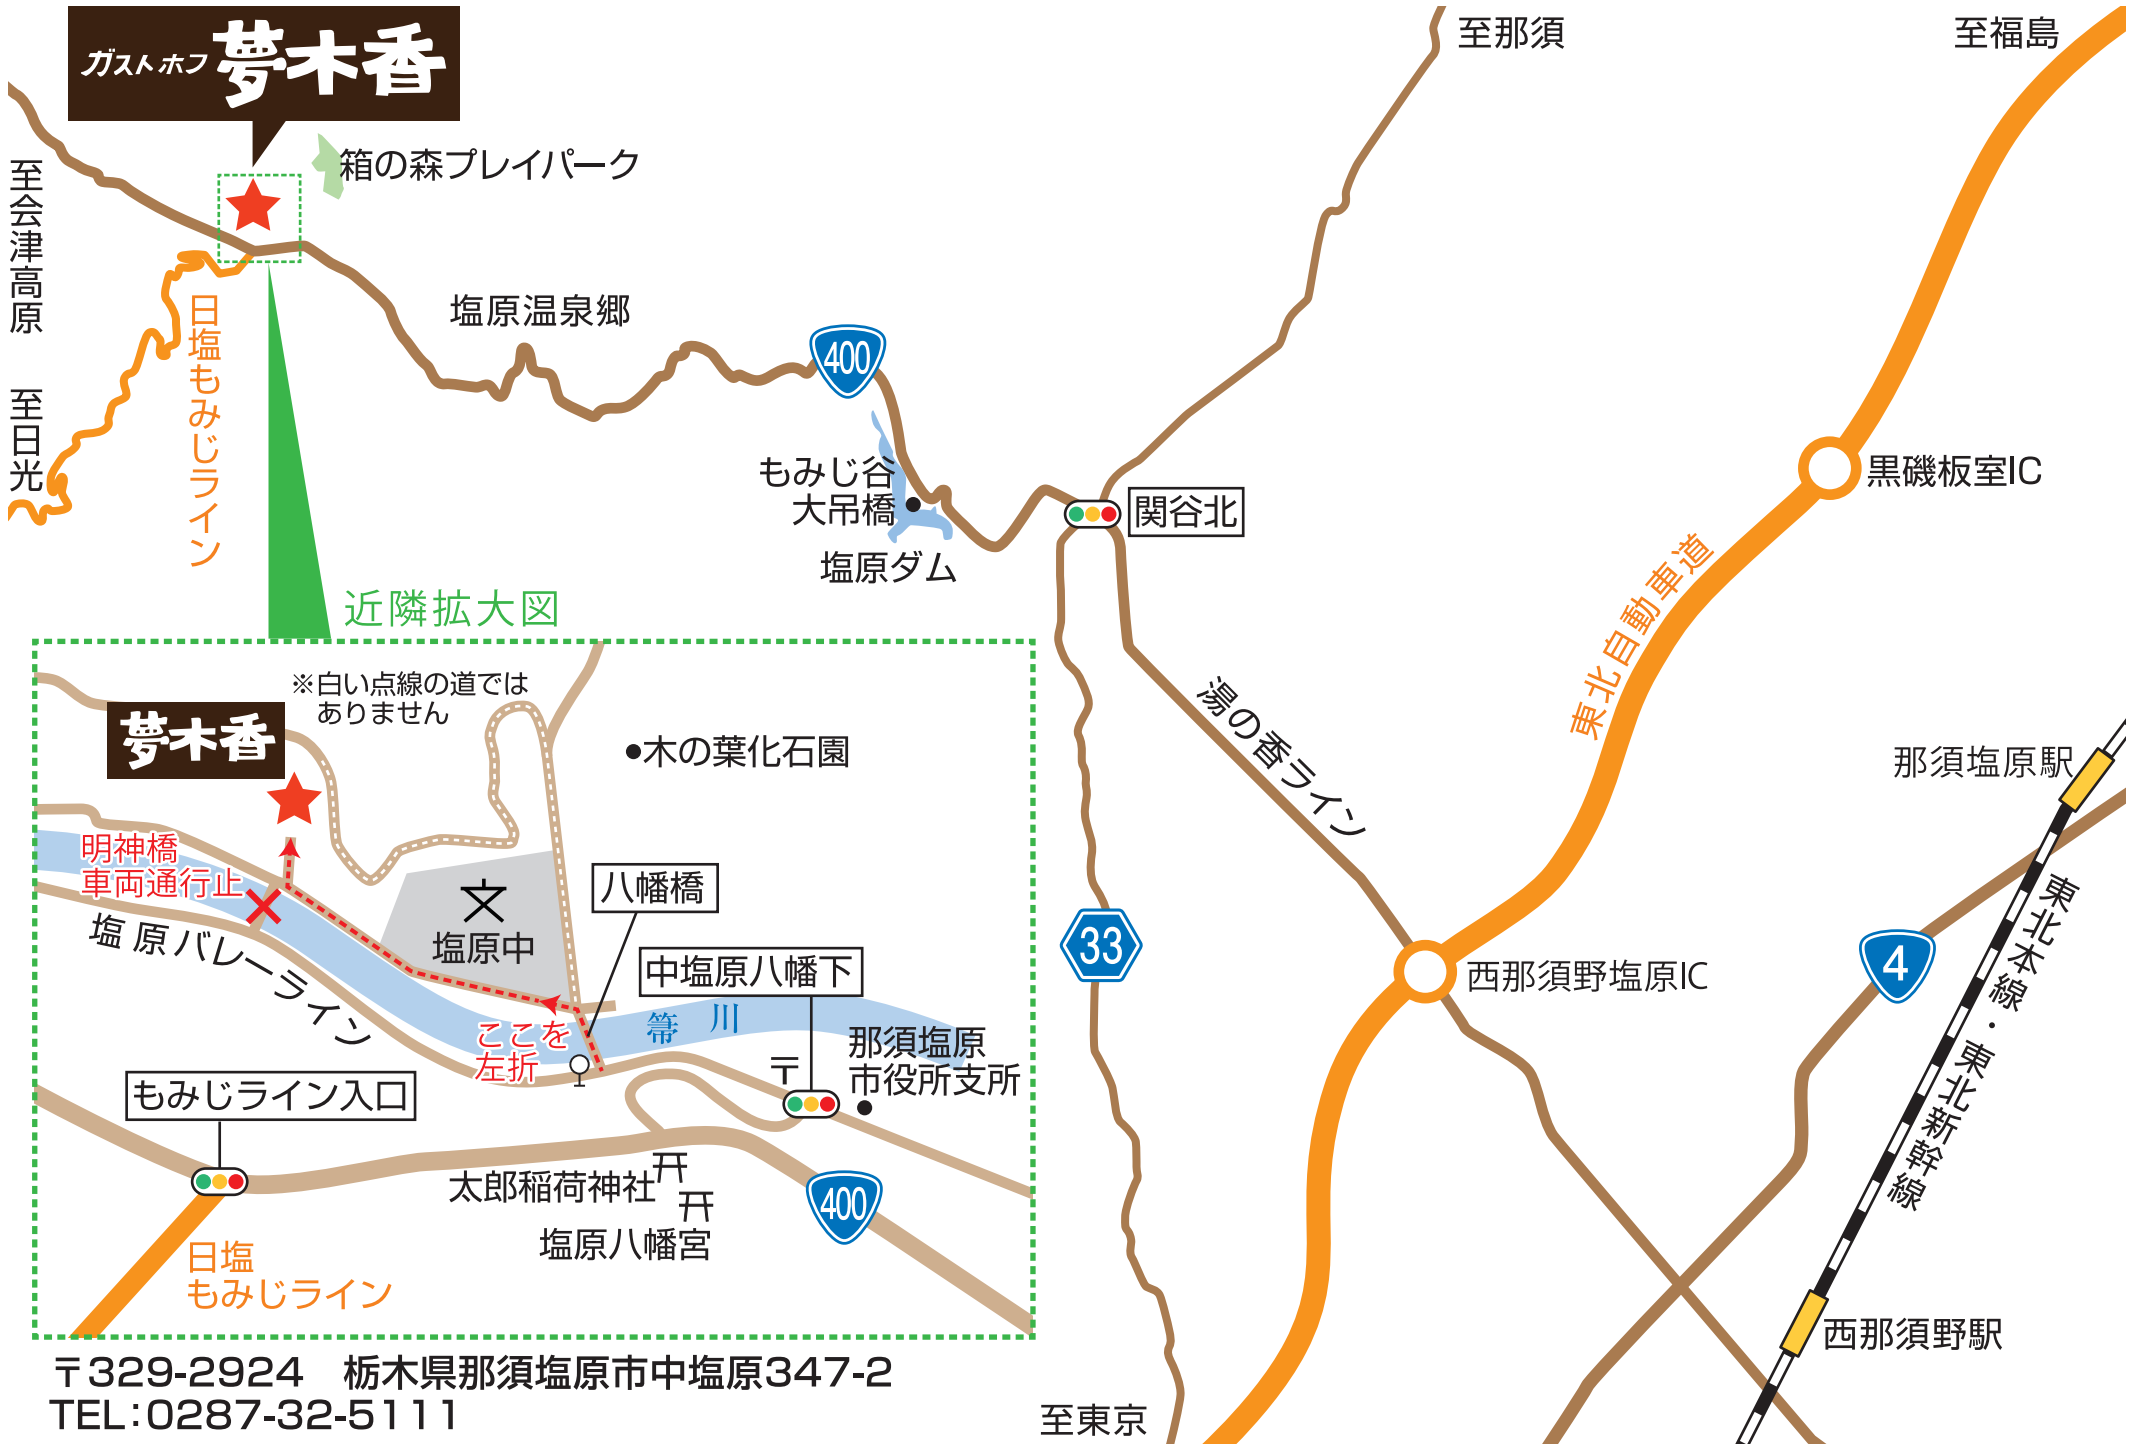 ガストホフ 夢木香
至那須
至福島
箱の森プレイパーク
至会津高原
至日光
日塩もみじライン
塩原温泉郷
400
もみじ谷
大吊橋
塩原ダム
関谷北
黒磯板室IC
東北自動車道
湯の香ライン
33
西那須野塩原IC
那須塩原駅
4
東北本線・東北新幹線
西那須野駅
至東京
近隣拡大図
※白い点線の道では
ありません
夢木香
木の葉化石園
明神橋
車両通行止
塩原バレーライン
塩原中
八幡橋
中塩原八幡下
箒川
ここを
左折
〒
那須塩原
市役所支所
もみじライン入口
太郎稲荷神社
塩原八幡宮
400
日塩
もみじライン
〒329-2924 栃木県那須塩原市中塩原347-2
TEL:0287-32-5111